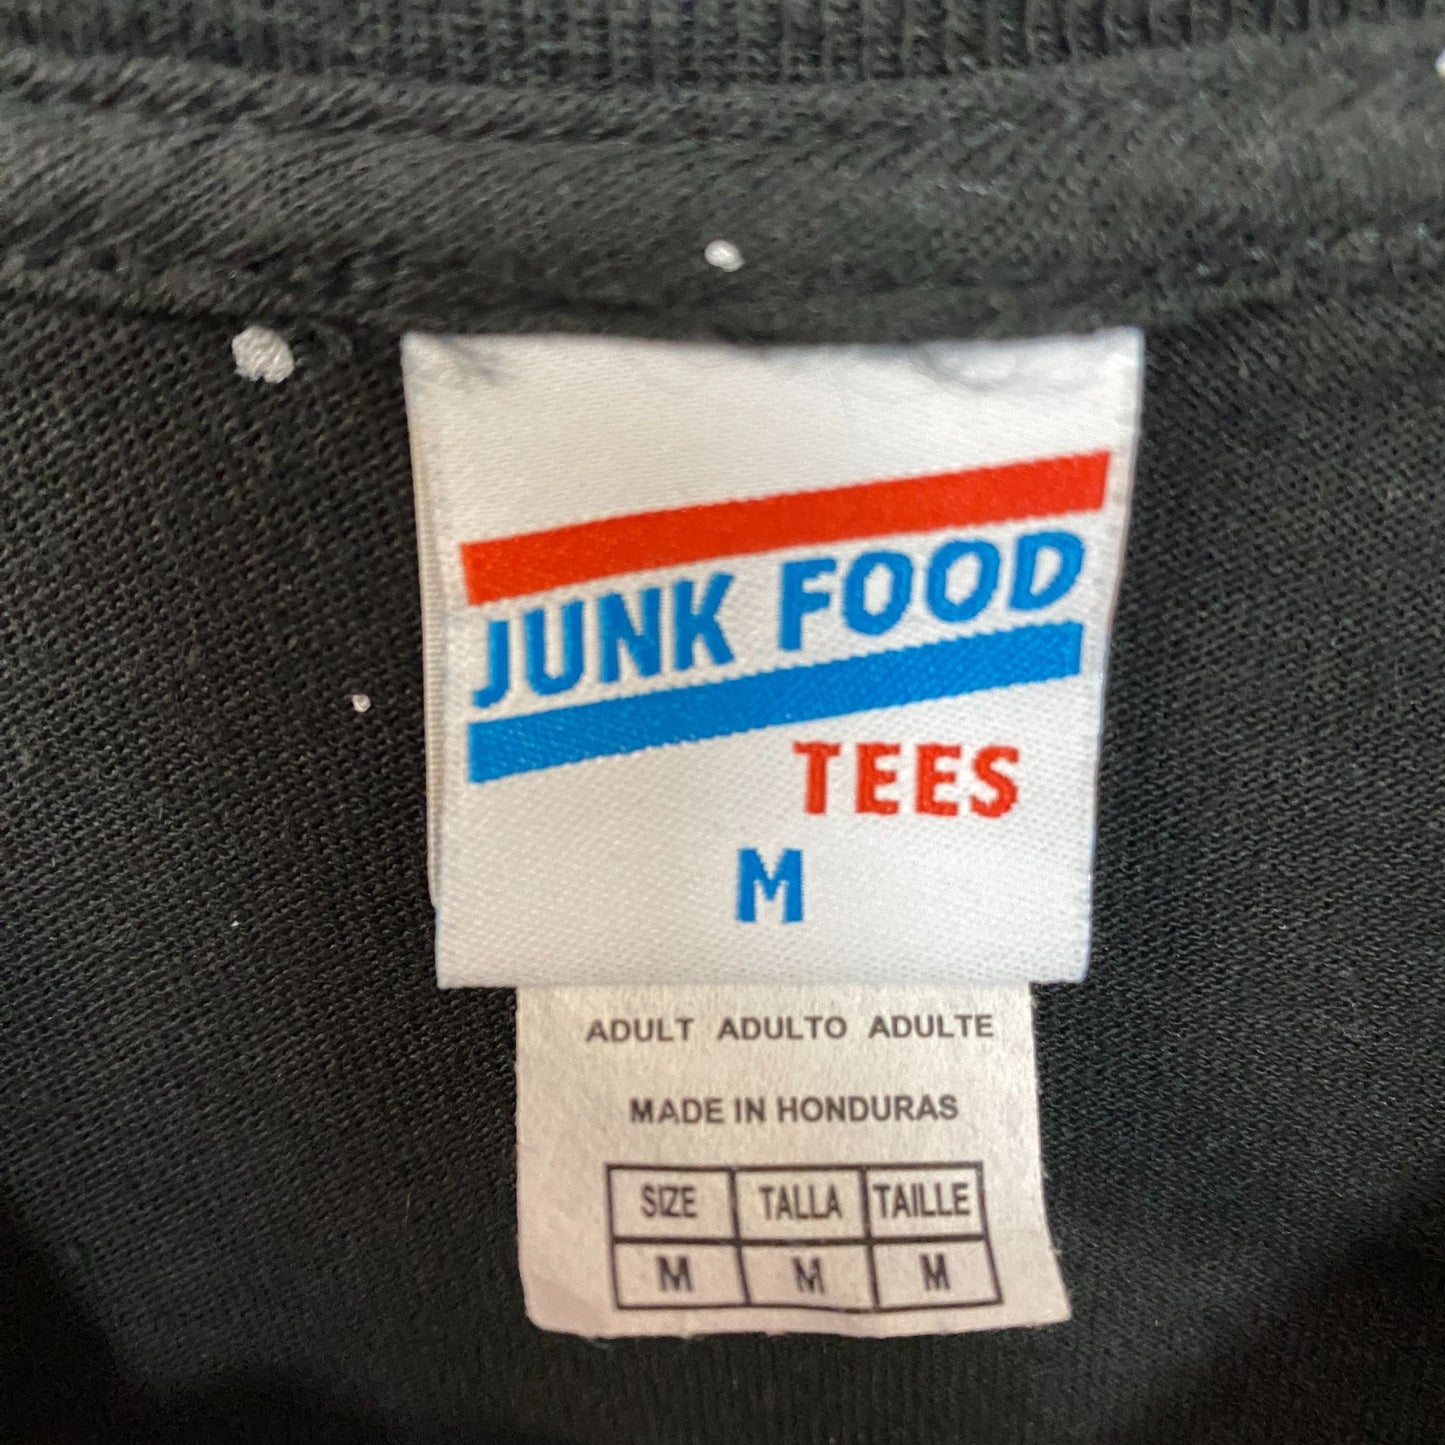 JUNK FOOD
TEES
M
ADULT ADULTO ADULTE
MADE IN HONDURAS
SIZE TALLA TAILLE
M M M